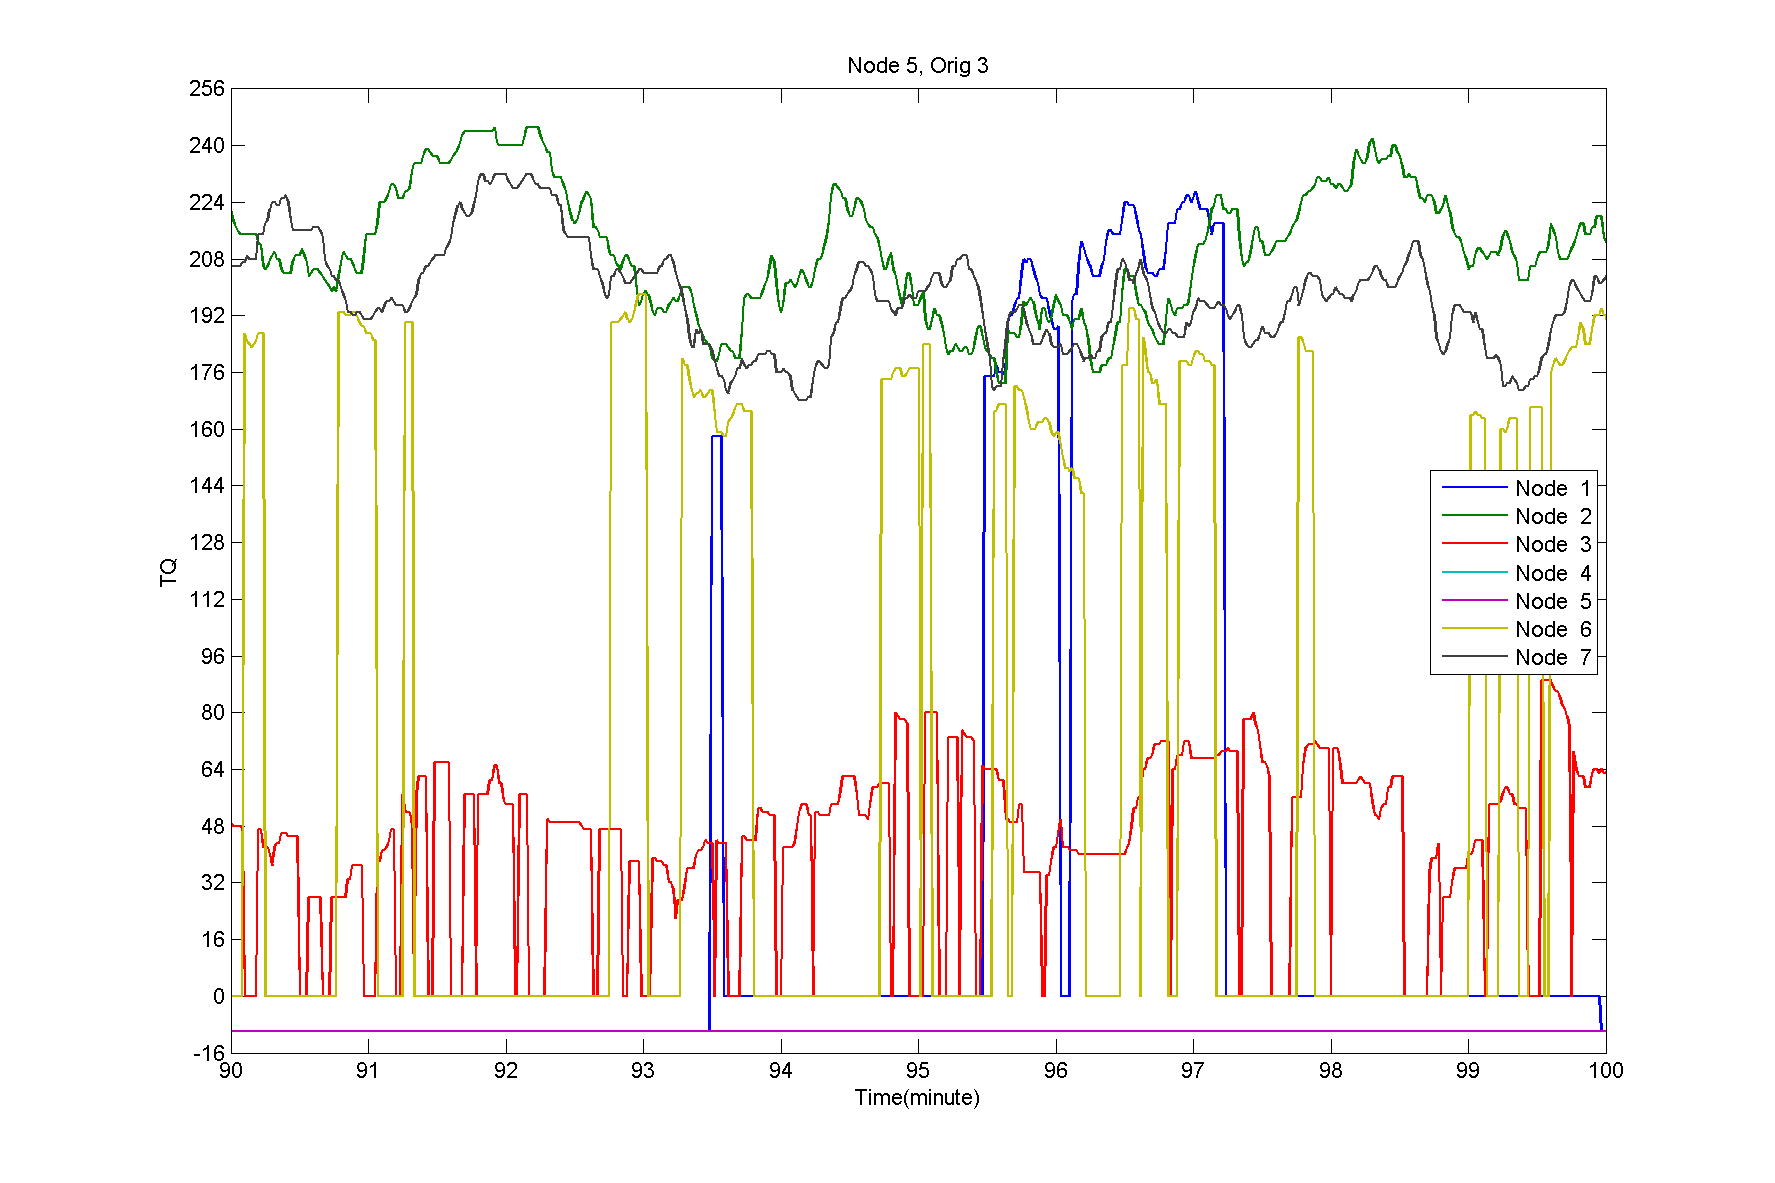 Node 5, Orig 3
256
240
224
208
192
176
160
144
128
112
96
80
64
48
32
16
0
-16
TQ
Node 1
Node 2
Node 3
Node 4
Node 5
Node 6
Node 7
90 91 92 93 94 95 96 97 98 99 100
Time(minute)